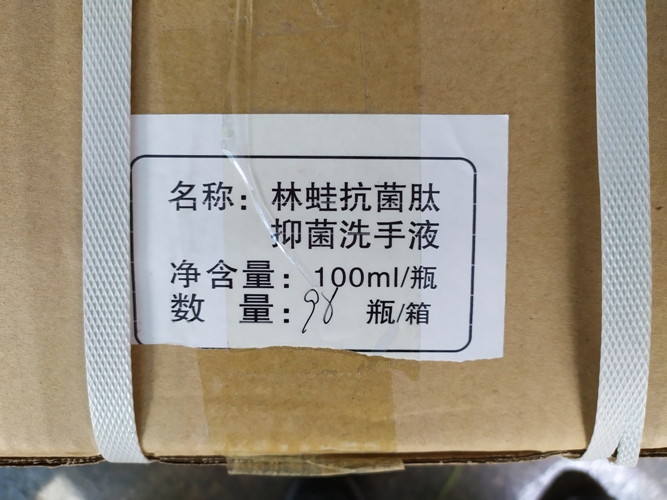 名称：林蛙抗菌肽
抑菌洗手液
净含量：100ml/瓶
数 量：98 瓶/箱